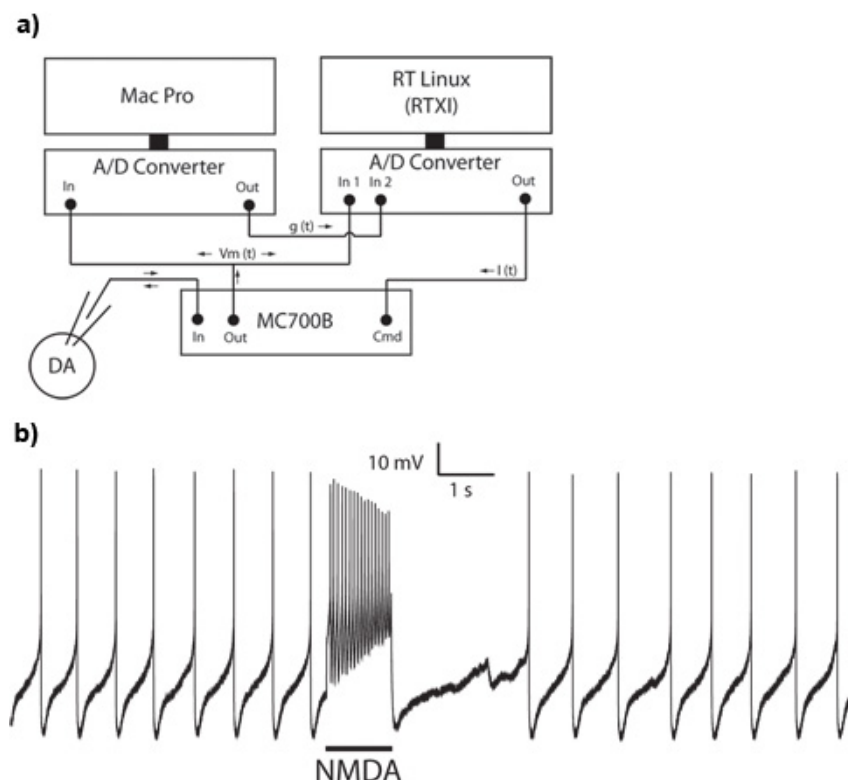 a)
Mac Pro
RT Linux
(RTXI)
A/D Converter
A/D Converter
In
Out
In 1
In 2
Out
g (t)
Vm (t)
I (t)
MC700B
In
Out
Cmd
DA
b)
10 mV
1 s
NMDA